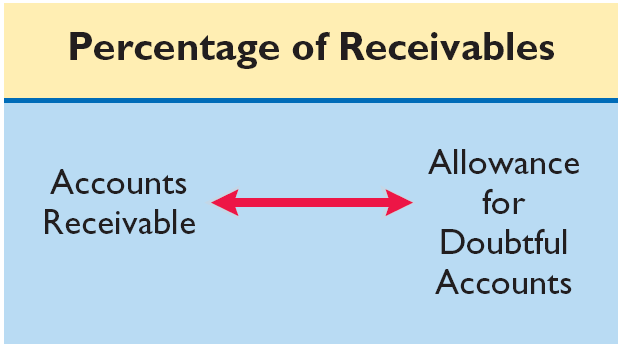 Percentage of Receivables
Accounts
Receivable
Allowance
for
Doubtful
Accounts